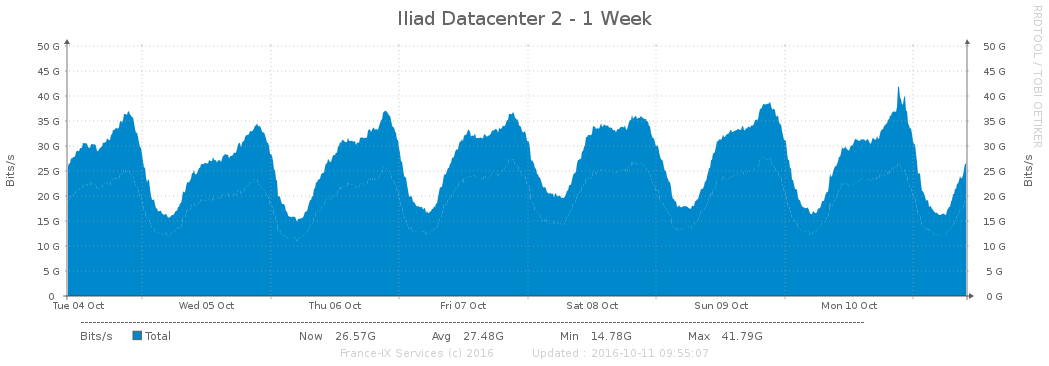 Iliad Datacenter 2 - 1 Week
RRDTOOL / TOBI OETIKER
50 G 50 G
45 G 45 G
40 G 40 G
35 G 35 G
30 G 30 G
25 G 25 G
20 G 20 G
15 G 15 G
10 G 10 G
5 G 5 G
0 0 G
Bits/s
Bits/s
Tue 04 Oct Wed 05 Oct Thu 06 Oct Fri 07 Oct Sat 08 Oct Sun 09 Oct Mon 10 Oct
Bits/s Total Now 26.57G Avg 27.48G Min 14.78G Max 41.79G
France-IX Services (c) 2016 Updated : 2016-10-11 09:55:07